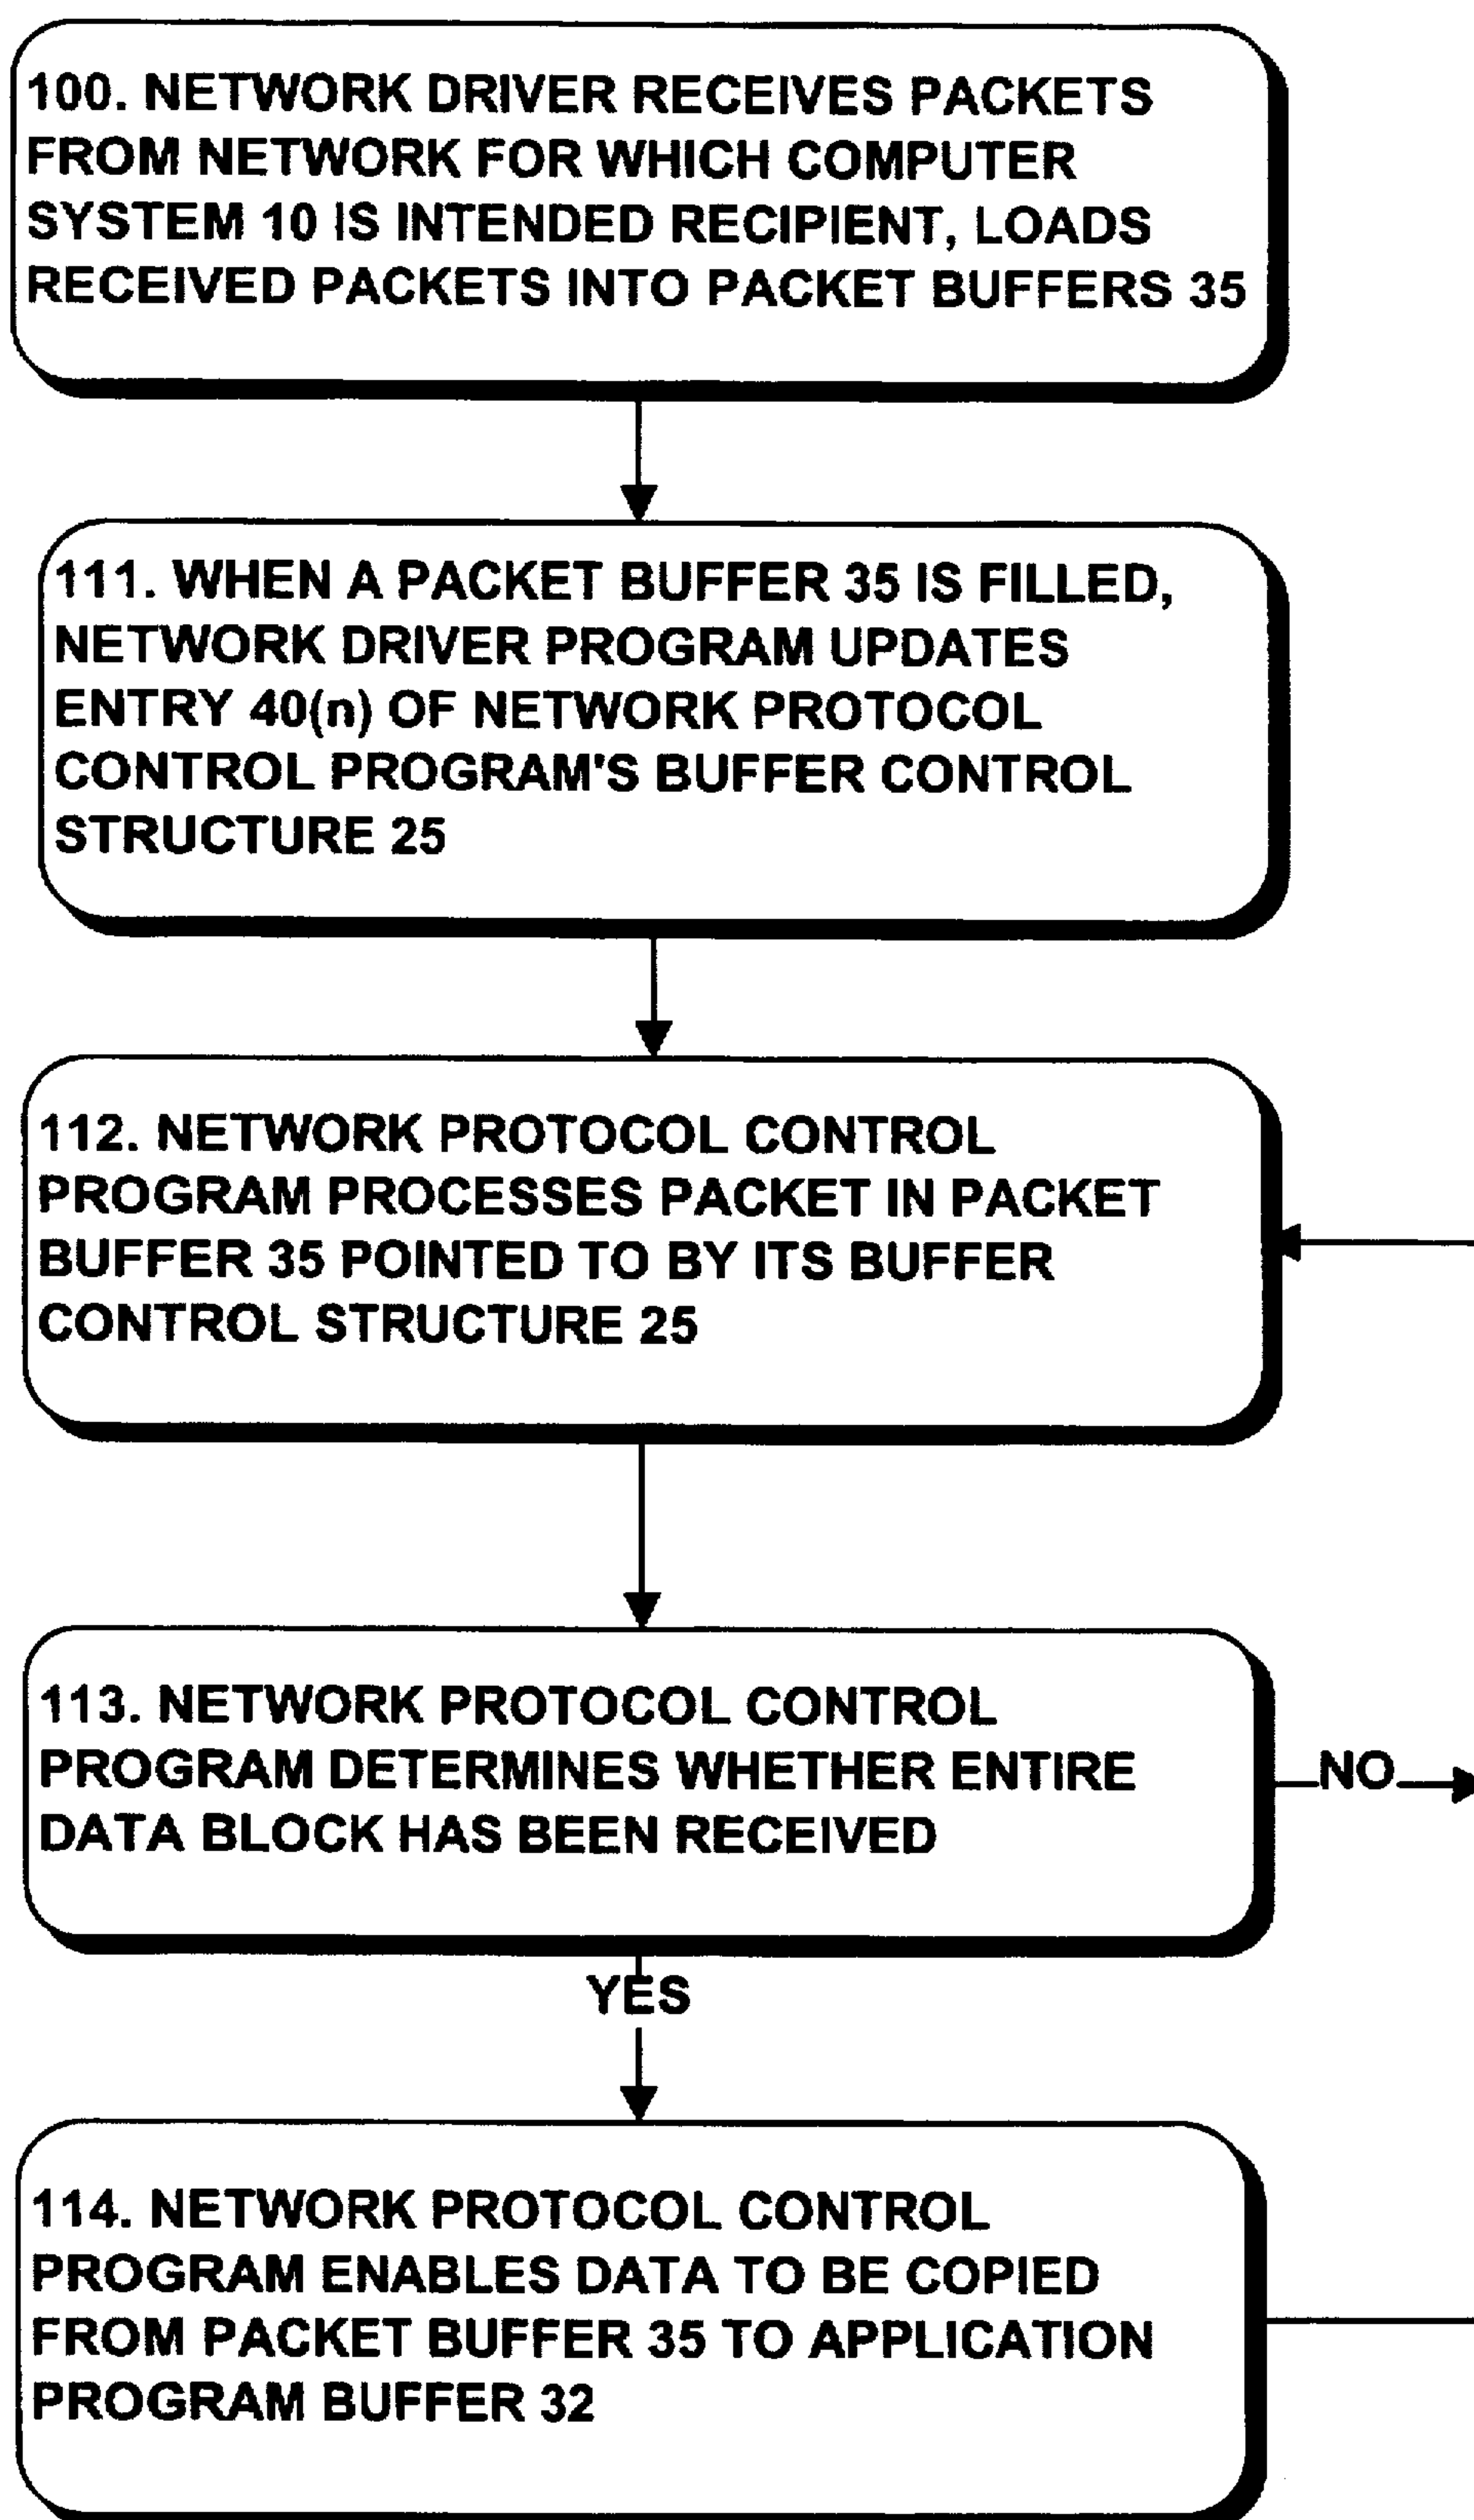 100. NETWORK DRIVER RECEIVES PACKETS
FROM NETWORK FOR WHICH COMPUTER
SYSTEM 10 IS INTENDED RECIPIENT, LOADS
RECEIVED PACKETS INTO PACKET BUFFERS 35
111. WHEN A PACKET BUFFER 35 IS FILLED,
NETWORK DRIVER PROGRAM UPDATES
ENTRY 40(n) OF NETWORK PROTOCOL
CONTROL PROGRAM'S BUFFER CONTROL
STRUCTURE 25
112. NETWORK PROTOCOL CONTROL
PROGRAM PROCESSES PACKET IN PACKET
BUFFER 35 POINTED TO BY ITS BUFFER
CONTROL STRUCTURE 25
113. NETWORK PROTOCOL CONTROL
PROGRAM DETERMINES WHETHER ENTIRE
DATA BLOCK HAS BEEN RECEIVED
NO
YES
114. NETWORK PROTOCOL CONTROL
PROGRAM ENABLES DATA TO BE COPIED
FROM PACKET BUFFER 35 TO APPLICATION
PROGRAM BUFFER 32